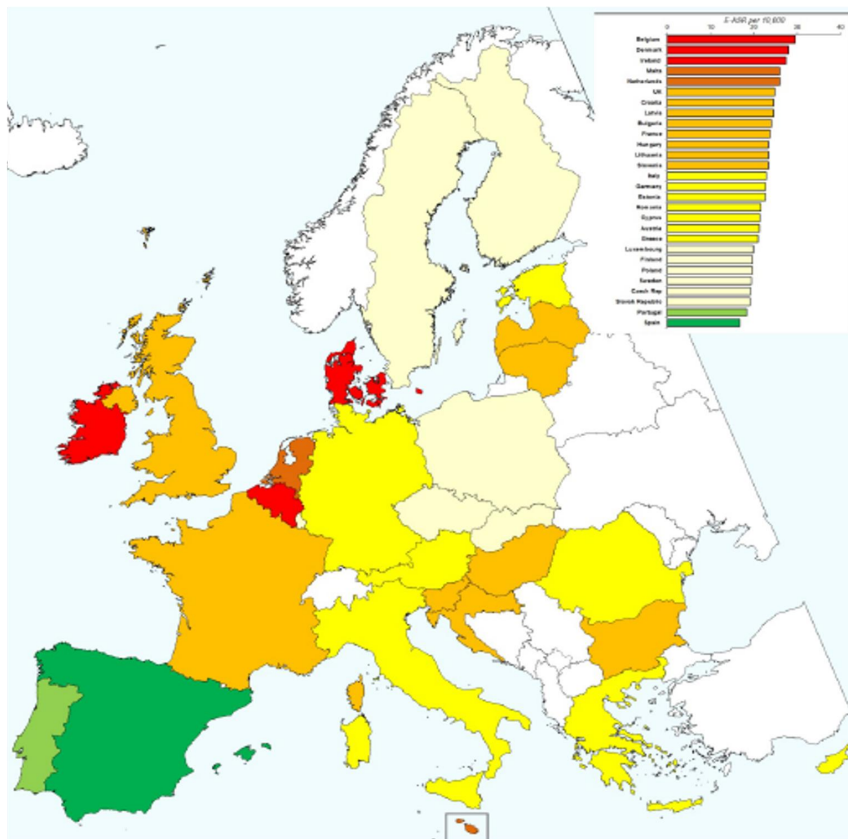 E-ASR per 10,000
0 10 20 30 40
Belgium
Denmark
Ireland
Malta
Netherlands
UK
Croatia
Latvia
Bulgaria
France
Hungary
Lithuania
Slovenia
Italy
Germany
Estonia
Romania
Cyprus
Austria
Greece
Luxembourg
Finland
Poland
Sweden
Czech Rep
Slovak Republic
Portugal
Spain